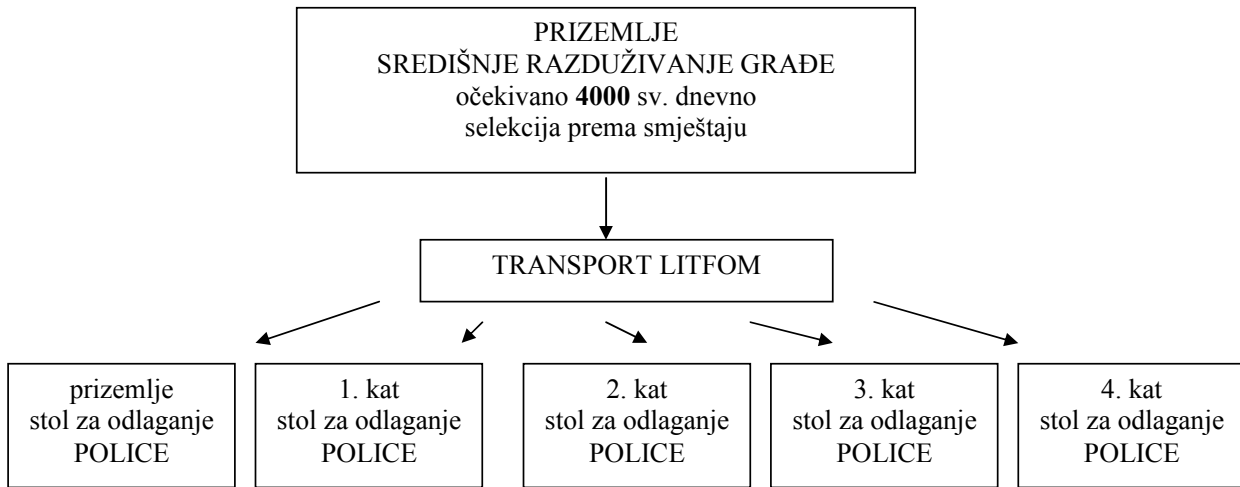 PRIZEMLJE
SREDIŠNJE RAZDUŽIVANJE GRAĐE
očekivano 4000 sv. dnevno
selekcija prema smještaju
TRANSPORT LITFOM
prizemlje
stol za odlaganje
POLICE
1. kat
stol za odlaganje
POLICE
2. kat
stol za odlaganje
POLICE
3. kat
stol za odlaganje
POLICE
4. kat
stol za odlaganje
POLICE